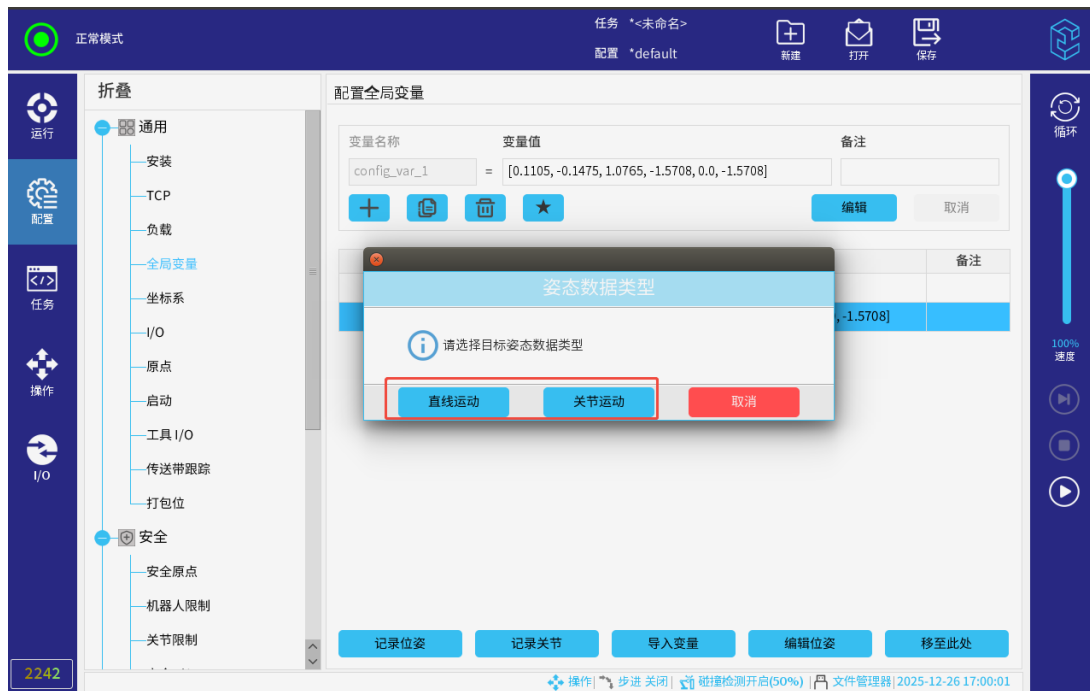 正常模式
任务 *<未命名>
配置 *default
新建
打开
保存
运行
配置
任务
操作
I/O
2242
折叠
通用
安装
TCP
负载
全局变量
坐标系
I/O
原点
启动
工具 I/O
传送带跟踪
打包位
安全
安全原点
机器人限制
关节限制
配置全局变量
变量名称 变量值 备注
config_var_1 = [0.1105, -0.1475, 1.0765, -1.5708, 0.0, -1.5708]
编辑 取消
备注
, -1.5708]
姿态数据类型
请选择目标姿态数据类型
直线运动 关节运动 取消
记录位姿 记录关节 导入变量 编辑位姿 移至此处
操作| 步进 关闭| 碰撞检测开启(50%) | 文件管理器| 2025-12-26 17:00:01
循环
100%
速度